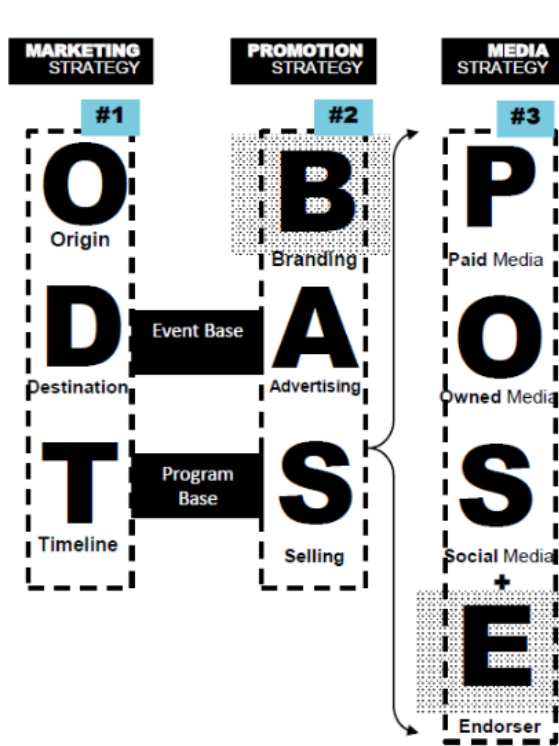 MARKETING
STRATEGY
#1
O
Origin
D
Destination
T
Timeline
Event Base
Program
Base
PROMOTION
STRATEGY
#2
B
Branding
A
Advertising
S
Selling
MEDIA
STRATEGY
#3
P
Paid Media
O
Owned Media
S
Social Media
+
E
Endorser